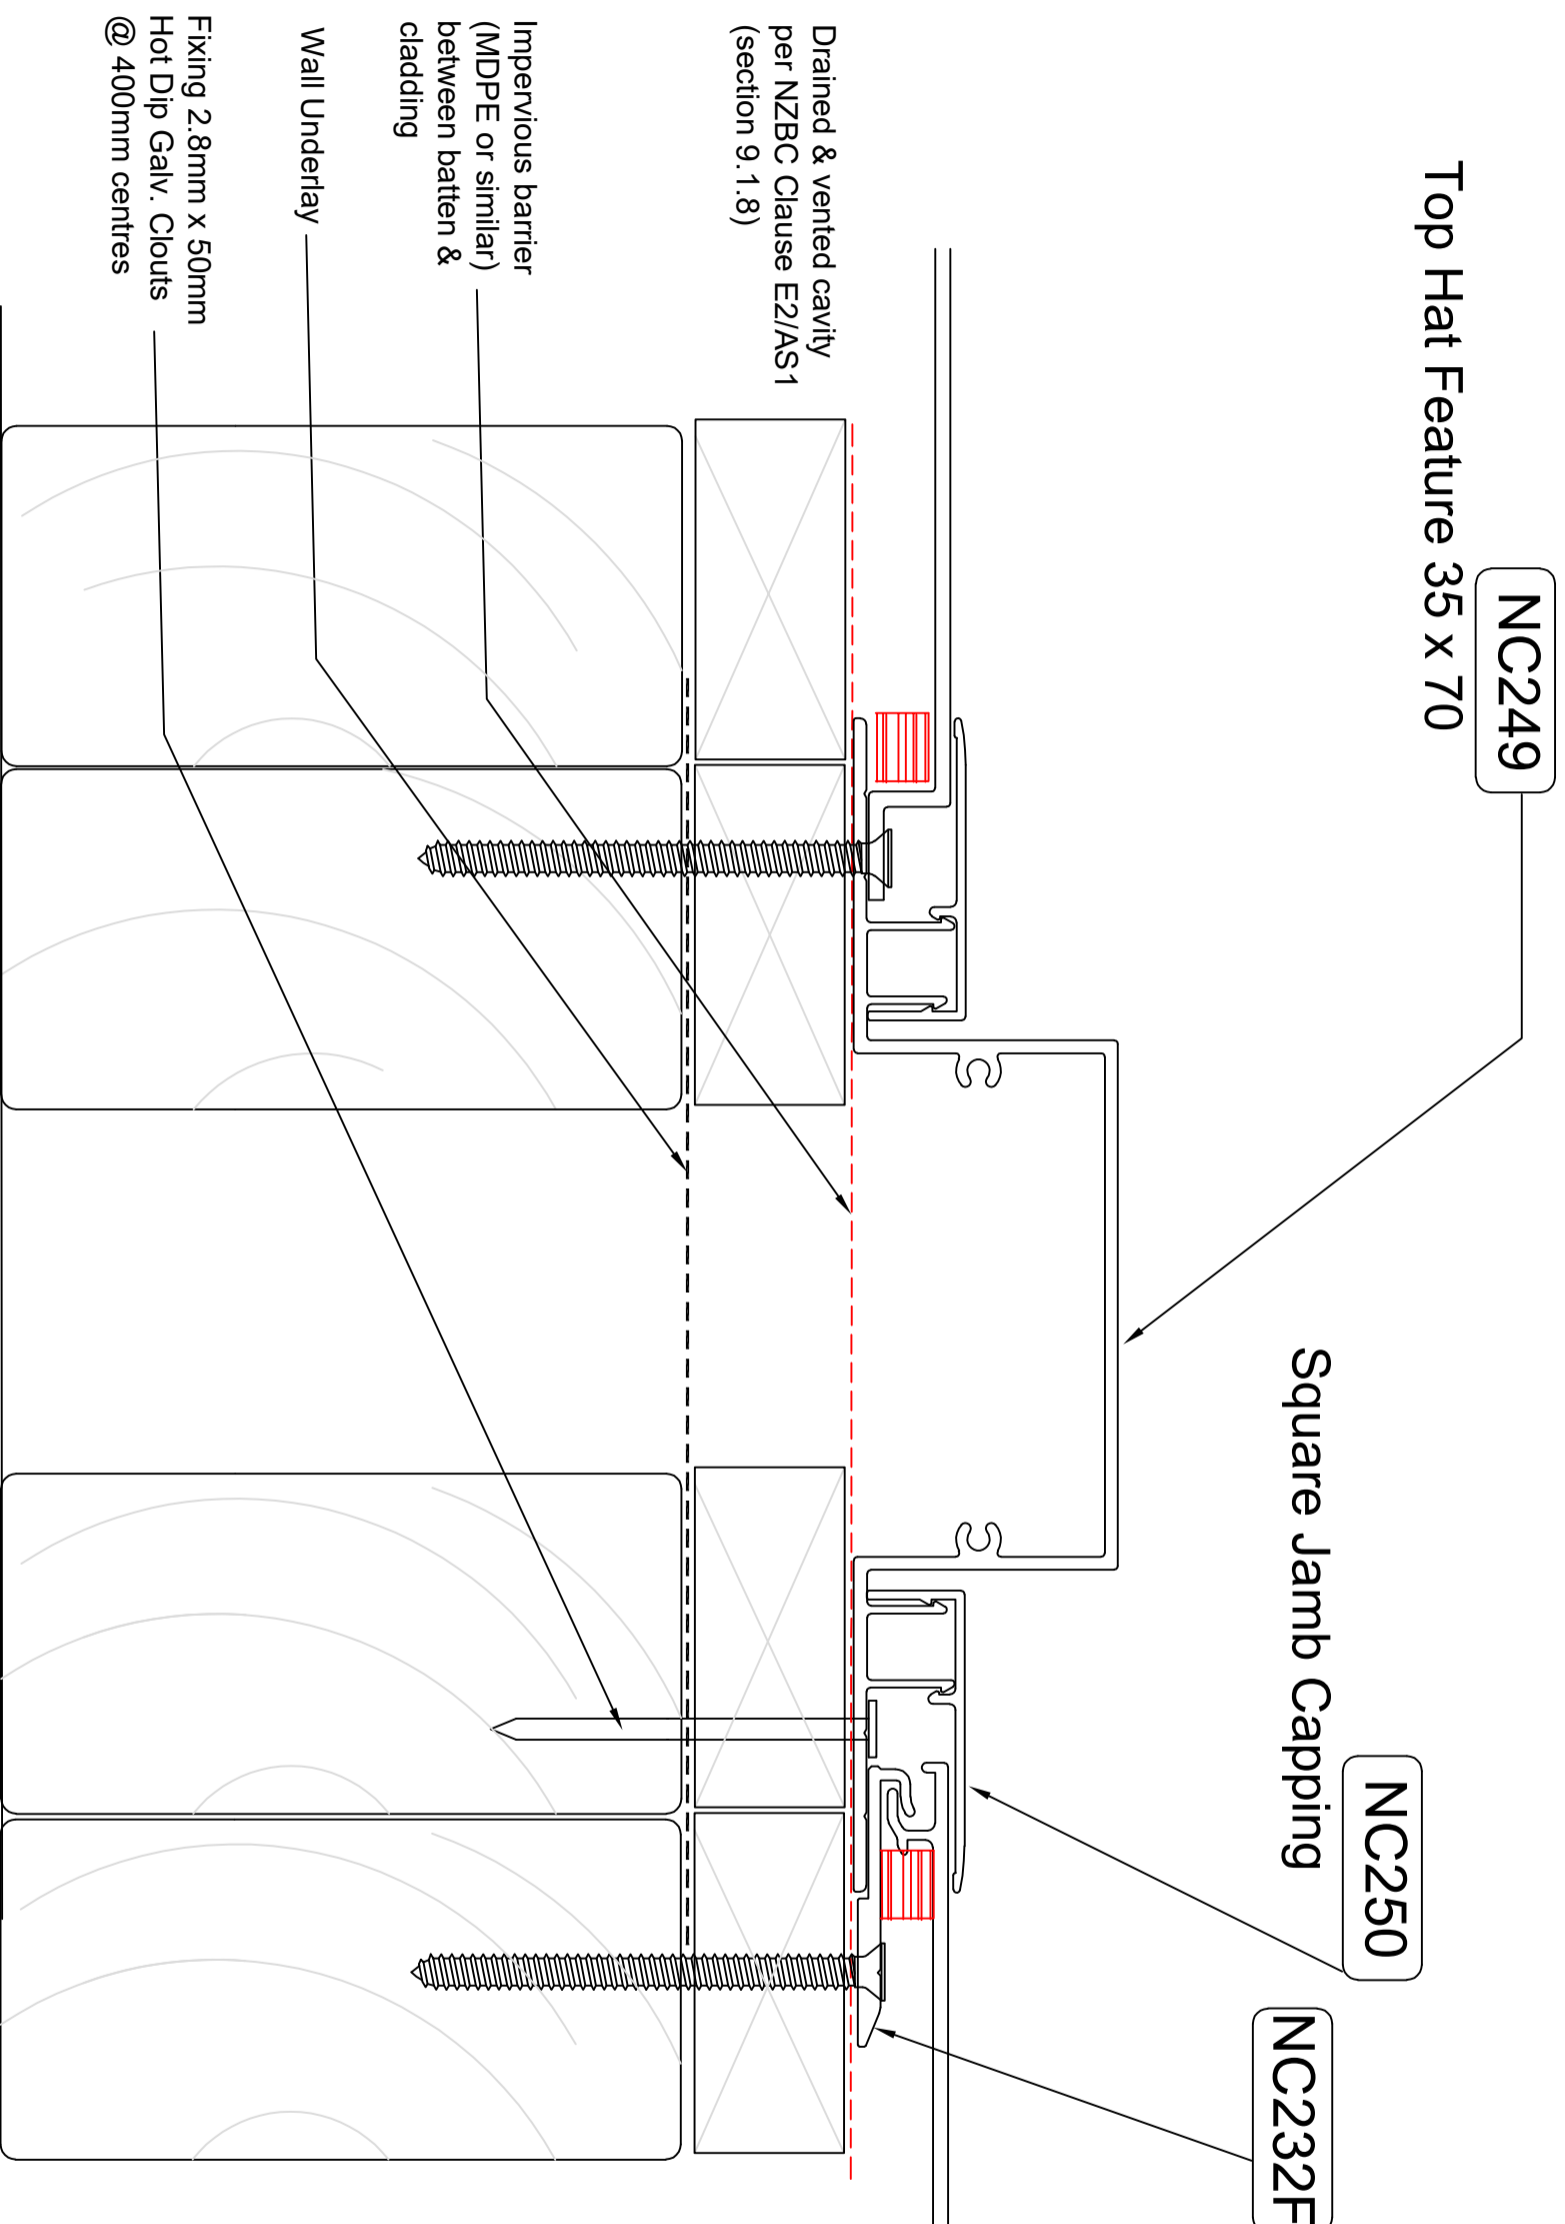 NC249
Top Hat Feature 35 x 70
NC250
Square Jamb Capping
NC232F
Drained & vented cavity
per NZBC Clause E2/AS1
(section 9.1.8)
Impervious barrier
(MDPE or similar)
between batten &
cladding
Wall Underlay
Fixing 2.8mm x 50mm
Hot Dip Galv. Clouts
@ 400mm centres